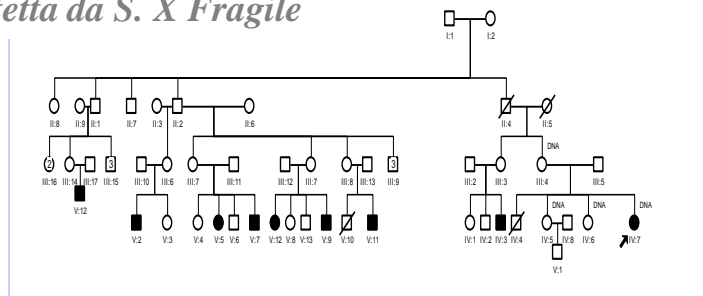 etta da S. X Fragile
I:1 I:2
II:8 II:9 II:1 II:7 II:3 II:2 II:6 II:4 II:5
DNA
2 3 3
III:16 III:14 III:17 III:15 III:10 III:6 III:7 III:11 III:12 III:7 III:8 III:13 III:9 III:2 III:3 III:4 III:5
V:12 DNA DNA DNA
V:2 V:3 V:4 V:5 V:6 V:7 V:12 V:8 V:13 V:9 V:10 V:11 IV:1 IV:2 IV:3 IV:4 IV:5 IV:8 IV:6 IV:7
V:1